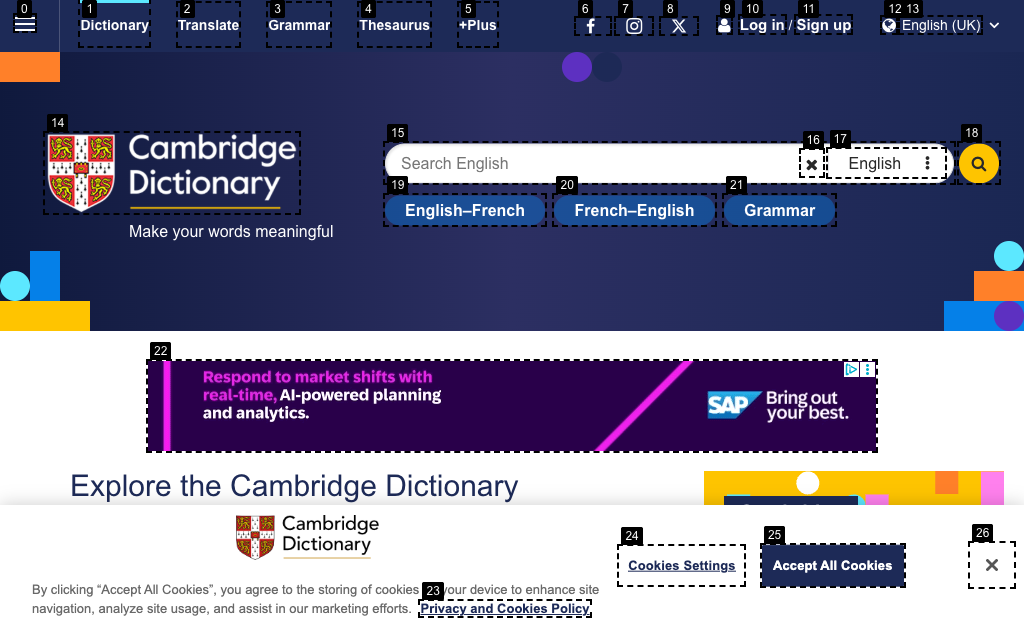 0 1 2 3 4 5 6 7 8 9 10 11 12 13
Dictionary Translate Grammar Thesaurus +Plus Log in / Sign up English (UK)
14
Cambridge
Dictionary
Make your words meaningful
15 16 17 18
Search English English
19 20 21
English–French French–English Grammar
22
Respond to market shifts with
real-time, AI-powered planning
and analytics.
SAP Bring out
your best.
Explore the Cambridge Dictionary
Cambridge
Dictionary
By clicking “Accept All Cookies”, you agree to the storing of cookies 23 your device to enhance site
navigation, analyze site usage, and assist in our marketing efforts. Privacy and Cookies Policy
24 25 26
Cookies Settings Accept All Cookies